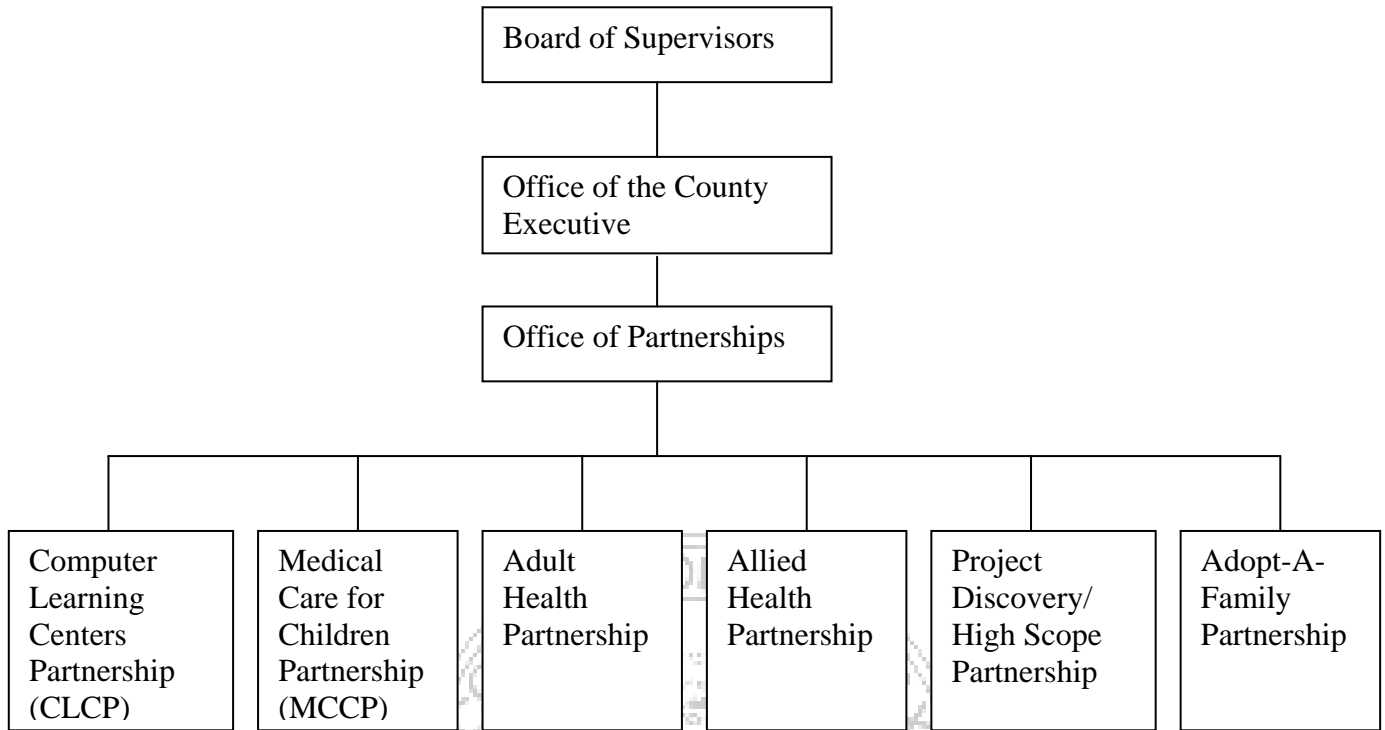 Board of Supervisors
Office of the County
Executive
Office of Partnerships
Computer
Learning
Centers
Partnership
(CLCP)
Medical
Care for
Children
Partnership
(MCCP)
Adult
Health
Partnership
Allied
Health
Partnership
Project
Discovery/
High Scope
Partnership
Adopt-A-
Family
Partnership